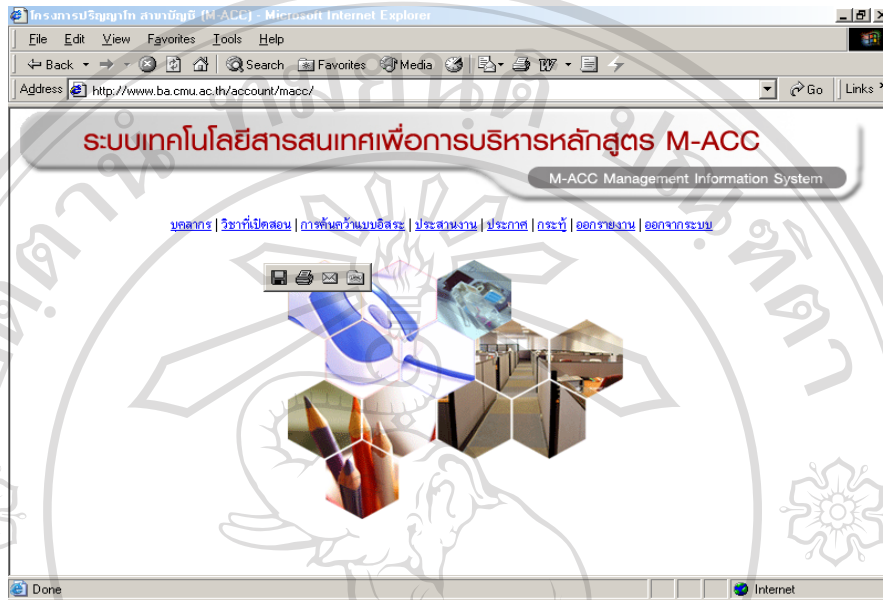 โครงการปริญญาโท สาขาบัญชี (M-ACC) - Microsoft Internet Explorer
File Edit View Favorites Tools Help
Back Search Favorites Media
Address http://www.ba.cmu.ac.th/account/macc/ Go Links
ระบบเทคโนโลยีสารสนเทศเพื่อการบริหารหลักสูตร M-ACC
M-ACC Management Information System
บุคลากร | วิชาที่เปิดสอน | การค้นคว้าแบบอิสระ | ประสานงาน | ประกาศ | กระทู้ | ออกรายงาน | ออกจากระบบ
Done Internet